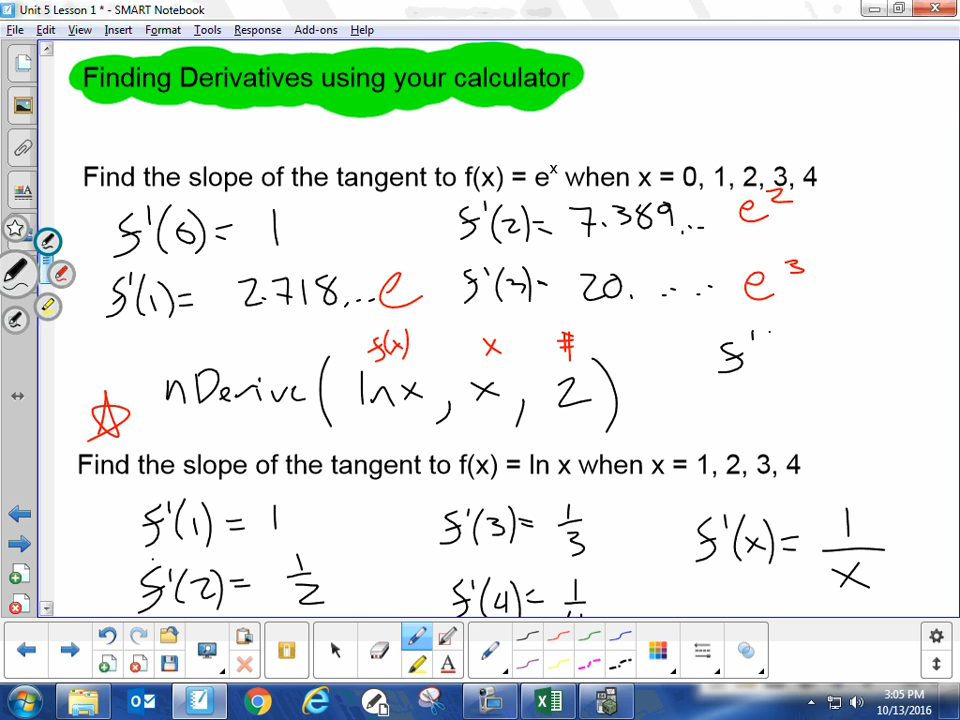 Unit 5 Lesson 1 * - SMART Notebook
File Edit View Insert Format Tools Response Add-ons Help
Finding Derivatives using your calculator
Find the slope of the tangent to f(x) = eˣ when x = 0, 1, 2, 3, 4
f'(0) = 1
f'(2) = 7.389... e²
f'(1) = 2.718... e
f'(3) = 20. .... e³
f(x) x #
f'
nDerive( ln x , x , 2 )
Find the slope of the tangent to f(x) = ln x when x = 1, 2, 3, 4
f'(1) = 1
f'(3) = 1/3
f'(x) = 1/x
f'(2) = 1/2
f'(4) = 1/4
A
3:05 PM
10/13/2016